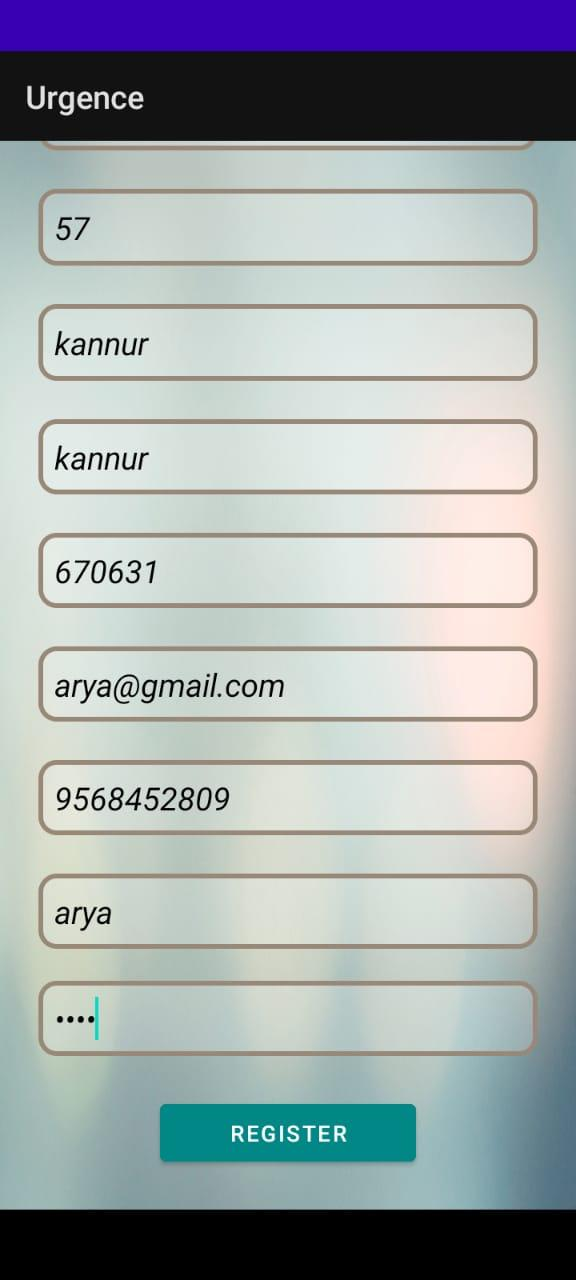 Urgence
57
kannur
kannur
670631
arya@gmail.com
9568452809
arya
••••
REGISTER